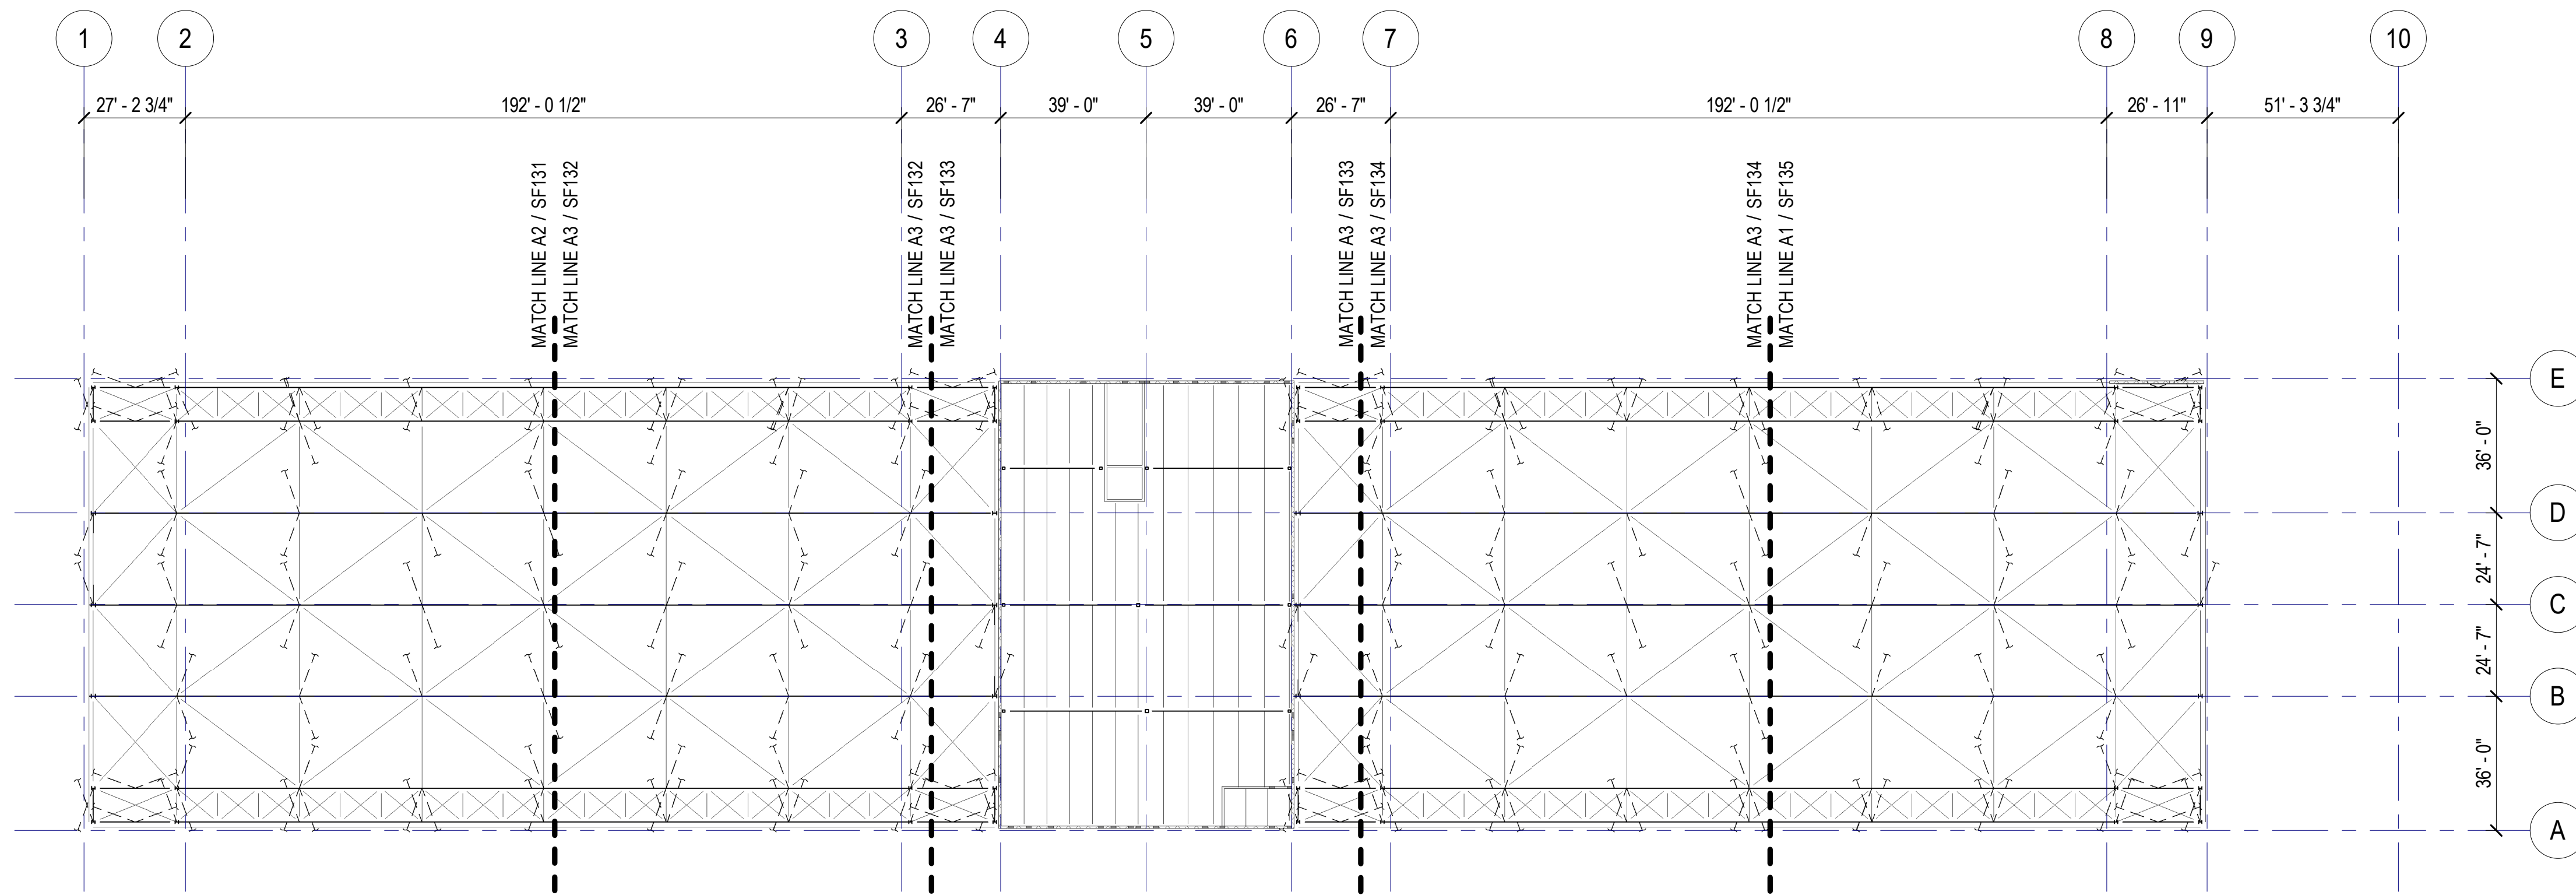 1 2 3 4 5 6 7 8 9 10
27' - 2 3/4" 192' - 0 1/2" 26' - 7" 39' - 0" 39' - 0" 26' - 7" 192' - 0 1/2" 26' - 11" 51' - 3 3/4"
MATCH LINE A2 / SF131
MATCH LINE A3 / SF132
MATCH LINE A3 / SF132
MATCH LINE A3 / SF133
MATCH LINE A3 / SF133
MATCH LINE A3 / SF134
MATCH LINE A3 / SF134
MATCH LINE A1 / SF135
E
36' - 0"
D
24' - 7"
C
24' - 7"
B
36' - 0"
A